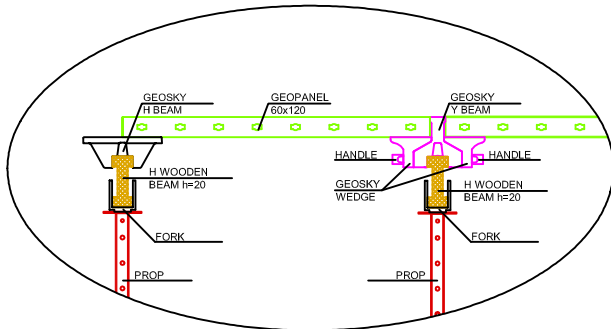 GEOSKY
H BEAM
GEOPANEL
60x120
GEOSKY
Y BEAM
HANDLE
HANDLE
H WOODEN
BEAM h=20
GEOSKY
WEDGE
H WOODEN
BEAM h=20
FORK
FORK
PROP
PROP